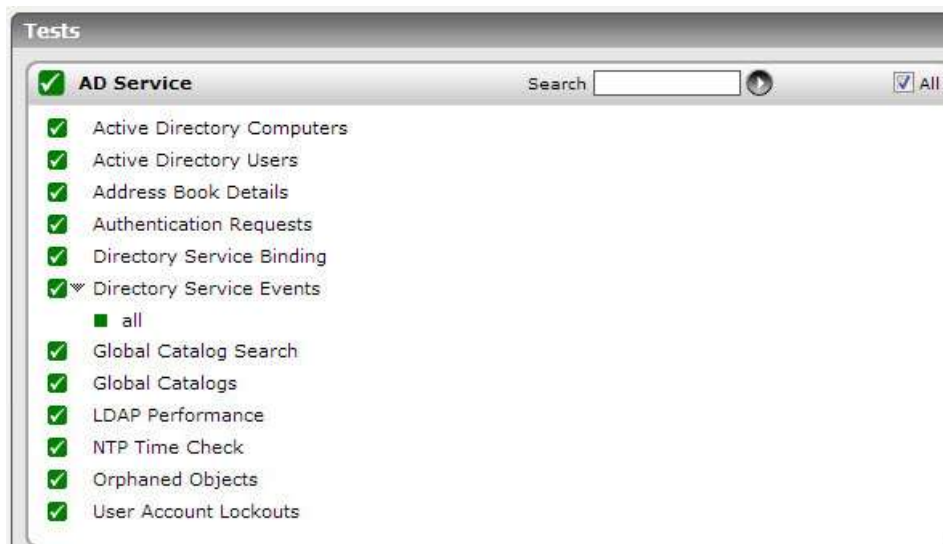 Tests
AD Service Search All
Active Directory Computers
Active Directory Users
Address Book Details
Authentication Requests
Directory Service Binding
Directory Service Events
all
Global Catalog Search
Global Catalogs
LDAP Performance
NTP Time Check
Orphaned Objects
User Account Lockouts